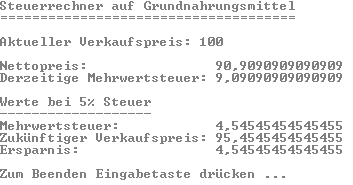 Steuerrechner auf Grundnahrungsmittel
=====================================
Aktueller Verkaufspreis: 100
Nettopreis: 90,9090909090909
Derzeitige Mehrwertsteuer: 9,09090909090909
Werte bei 5% Steuer
-------------------
Mehrwertsteuer: 4,54545454545455
Zukünftiger Verkaufspreis: 95,4545454545455
Ersparnis: 4,54545454545455
Zum Beenden Eingabetaste drücken ...